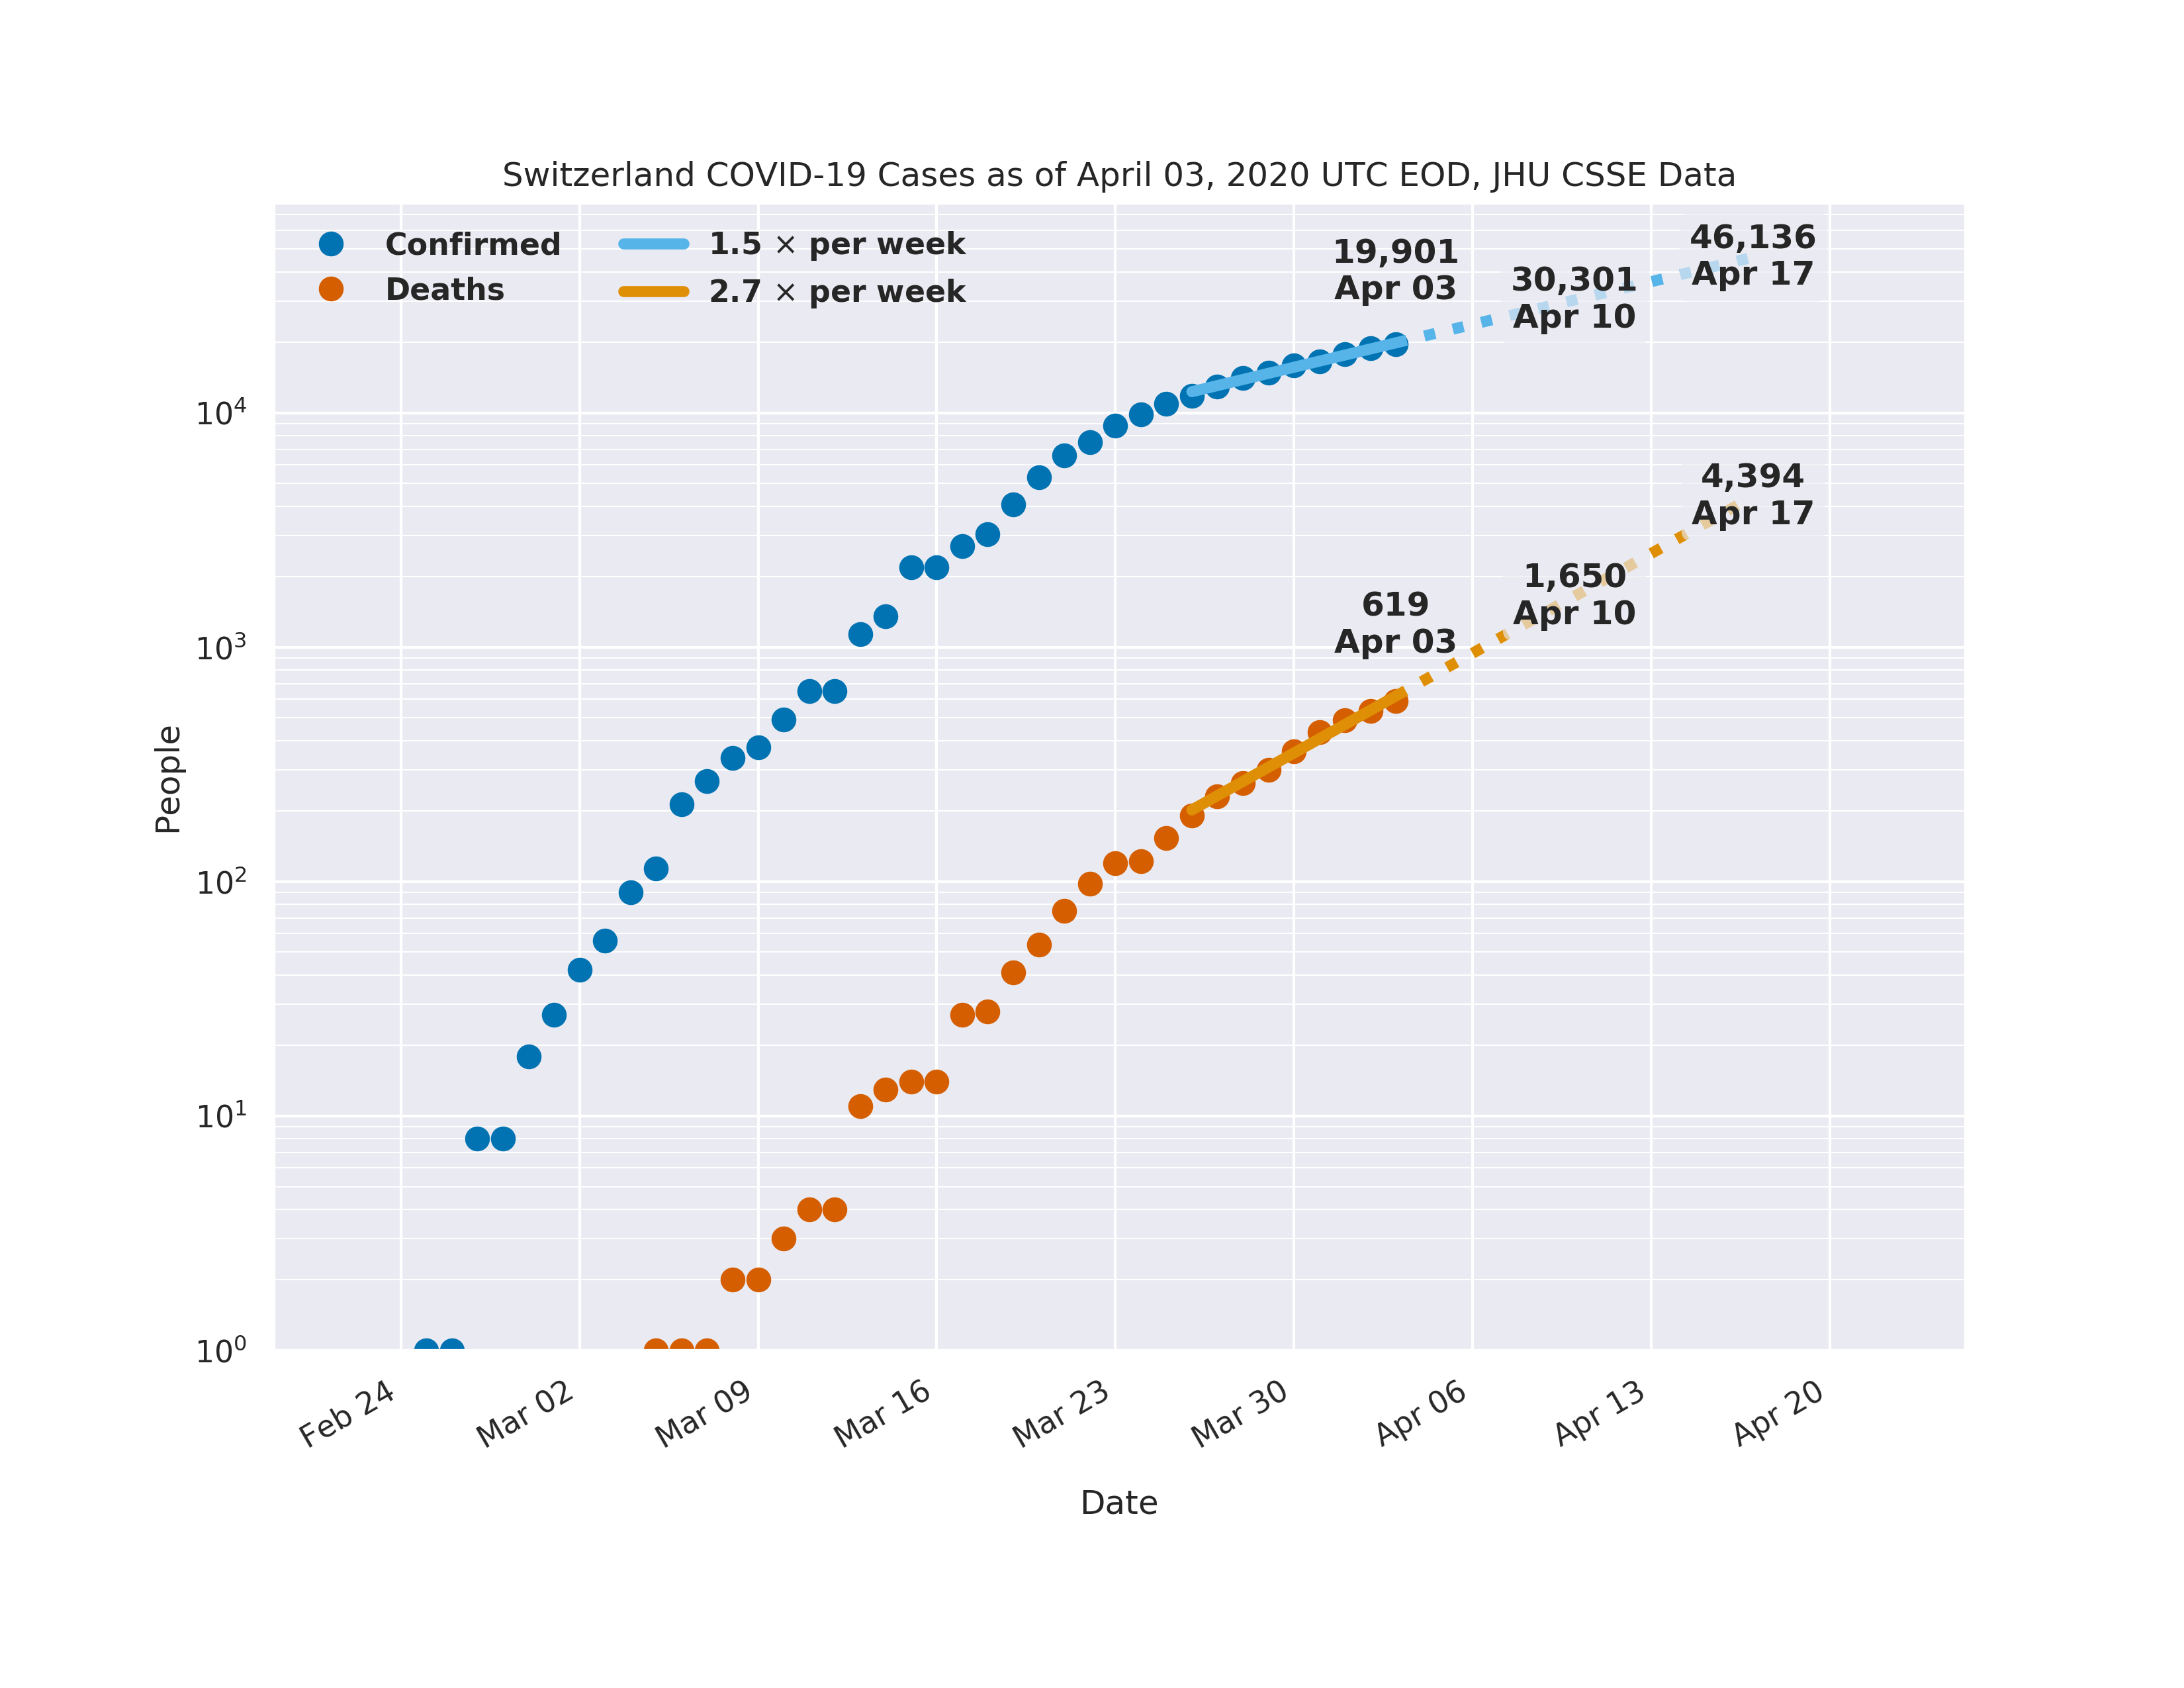 Switzerland COVID-19 Cases as of April 03, 2020 UTC EOD, JHU CSSE Data
Confirmed
Deaths
1.5 × per week
2.7 × per week
19,901
Apr 03
30,301
Apr 10
46,136
Apr 17
4,394
Apr 17
1,650
Apr 10
619
Apr 03
People
10⁴
10³
10²
10¹
10⁰
Feb 24
Mar 02
Mar 09
Mar 16
Mar 23
Mar 30
Apr 06
Apr 13
Apr 20
Date